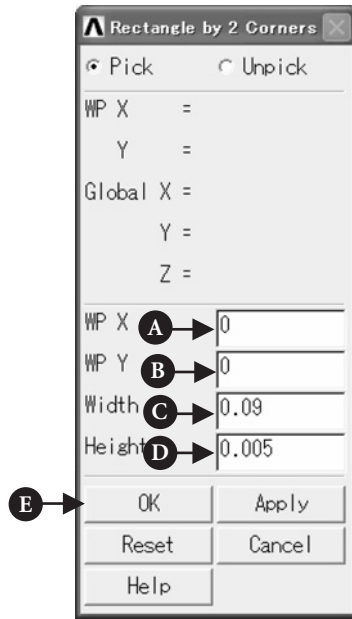 Rectangle by 2 Corners
Pick Unpick
WP X =
Y =
Global X =
Y =
Z =
WP X A 0
WP Y B 0
Width C 0.09
Height D 0.005
E OK Apply
Reset Cancel
Help